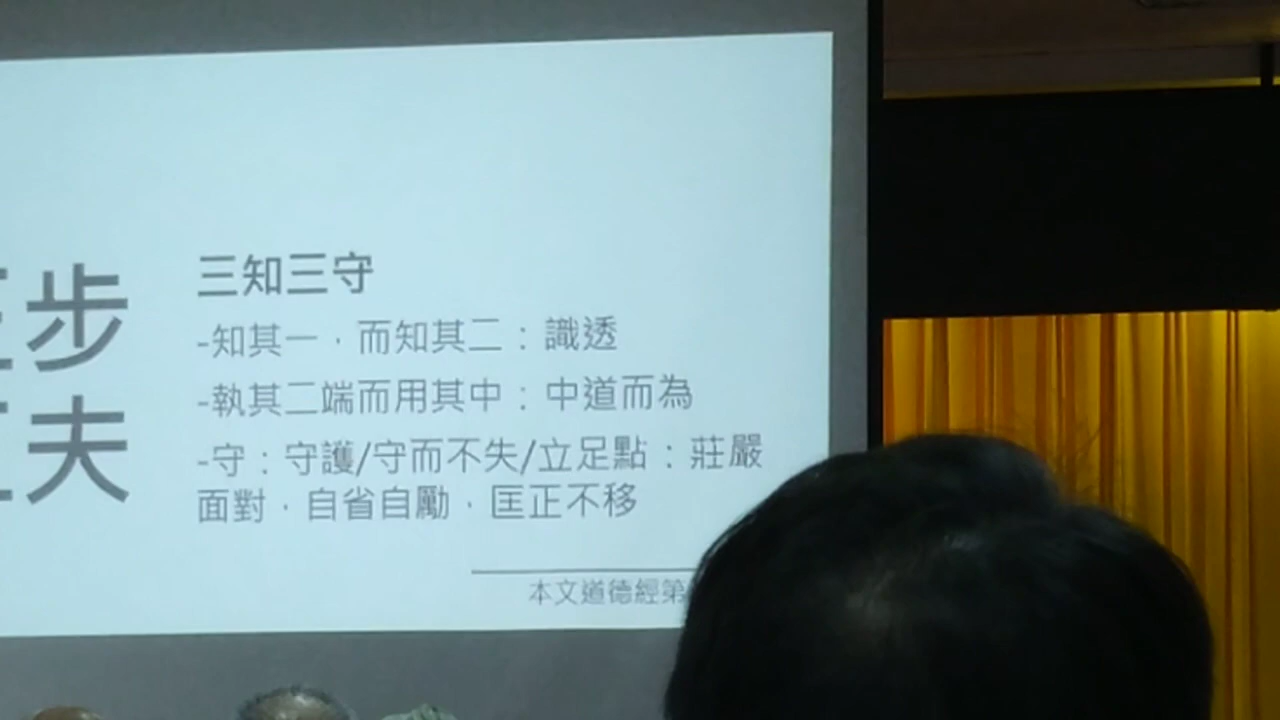 步
夫
三知三守
-知其一，而知其二：識透
-執其二端而用其中：中道而為
-守：守護/守而不失/立足點：莊嚴
面對，自省自勵，匡正不移
本文道德經第